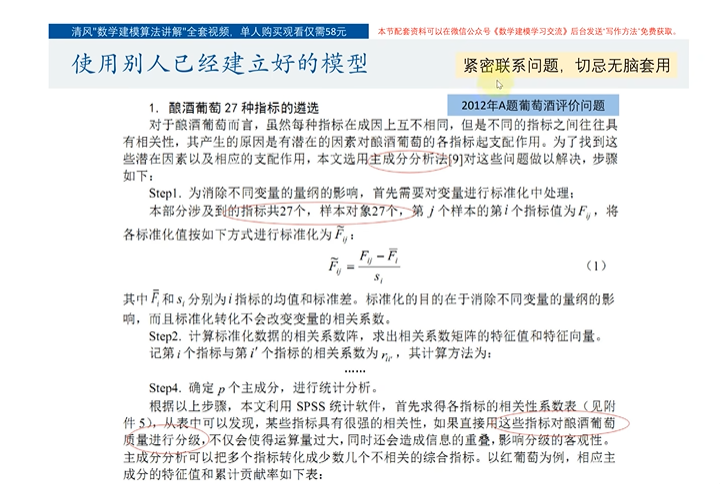 清风"数学建模算法讲解"全套视频，单人购买观看仅需58元
本节配套资料可以在微信公众号《数学建模学习交流》后台发送"写作方法"免费获取。
使用别人已经建立好的模型
紧密联系问题，切忌无脑套用
2012年A题葡萄酒评价问题
1. 酿酒葡萄 27 种指标的遴选
对于酿酒葡萄而言，虽然每种指标在成因上互不相同，但是不同的指标之间往往具
有相关性，其产生的原因是有潜在的因素对酿酒葡萄的各指标起支配作用。为了找到这
些潜在因素以及相应的支配作用，本文选用主成分分析法[9]对这些问题做以解决，步骤
如下：
Step1. 为消除不同变量的量纲的影响，首先需要对变量进行标准化中处理：
本部分涉及到的指标共27个，样本对象27个，第 j 个样本的第 i 个指标值为 F_{ij}，将
各标准化值按如下方式进行标准化为 F̃_{ij}：
F̃_{ij} = (F_{ij} − F̄_i) / s_i （1）
其中 F̄_i 和 s_i 分别为 i 指标的均值和标准差。标准化的目的在于消除不同变量的量纲的影
响，而且标准化转化不会改变变量的相关系数。
Step2. 计算标准化数据的相关系数阵，求出相关系数矩阵的特征值和特征向量。
记第 i 个指标与第 i′ 个指标的相关系数为 r_{ii′}，其计算方法为：
……
Step4. 确定 p 个主成分，进行统计分析。
根据以上步骤，本文利用 SPSS 统计软件，首先求得各指标的相关性系数表（见附
件 5），从表中可以发现，某些指标具有很强的相关性，如果直接用这些指标对酿酒葡萄
质量进行分级，不仅会使得运算量过大，同时还会造成信息的重叠，影响分级的客观性。
主成分分析可以把多个指标转化成少数几个不相关的综合指标。以红葡萄为例，相应主
成分的特征值和累计贡献率如下表：